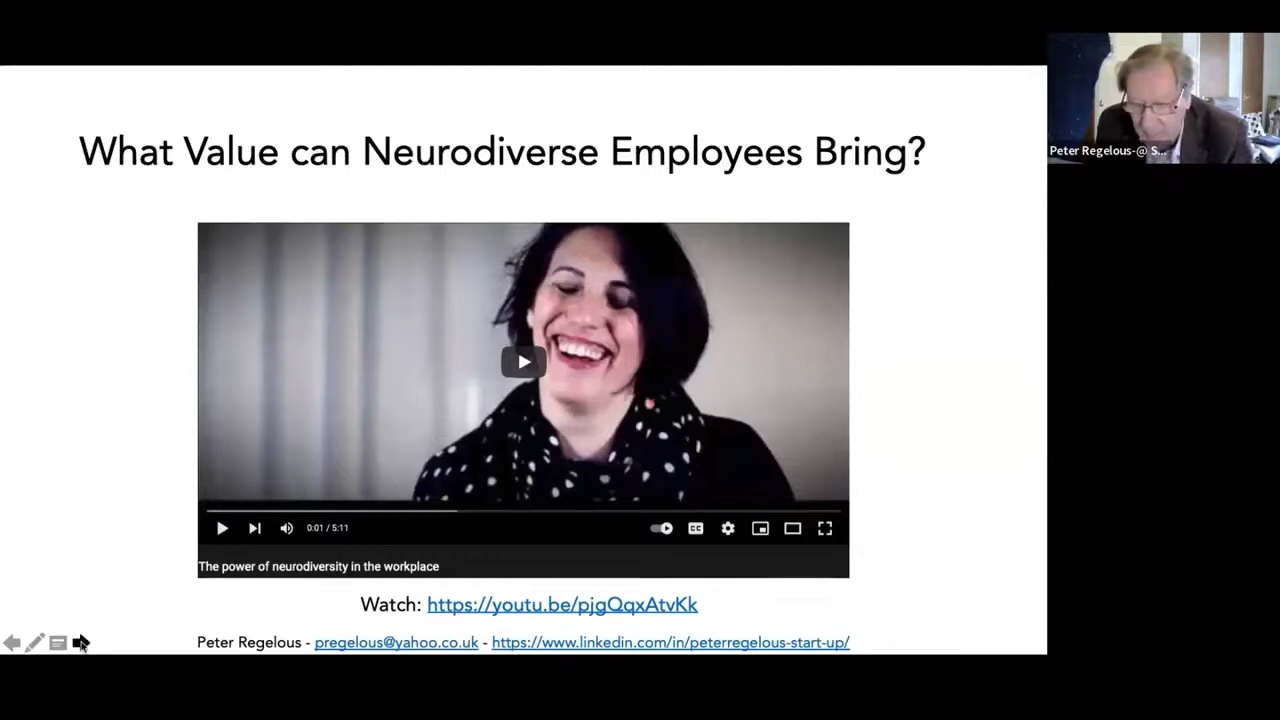 What Value can Neurodiverse Employees Bring?
Peter Regelous-@ S...
0:01 / 5:11
CC
The power of neurodiversity in the workplace
Watch: https://youtu.be/pjgQqxAtvKk
Peter Regelous - pregelous@yahoo.co.uk - https://www.linkedin.com/in/peterregelous-start-up/